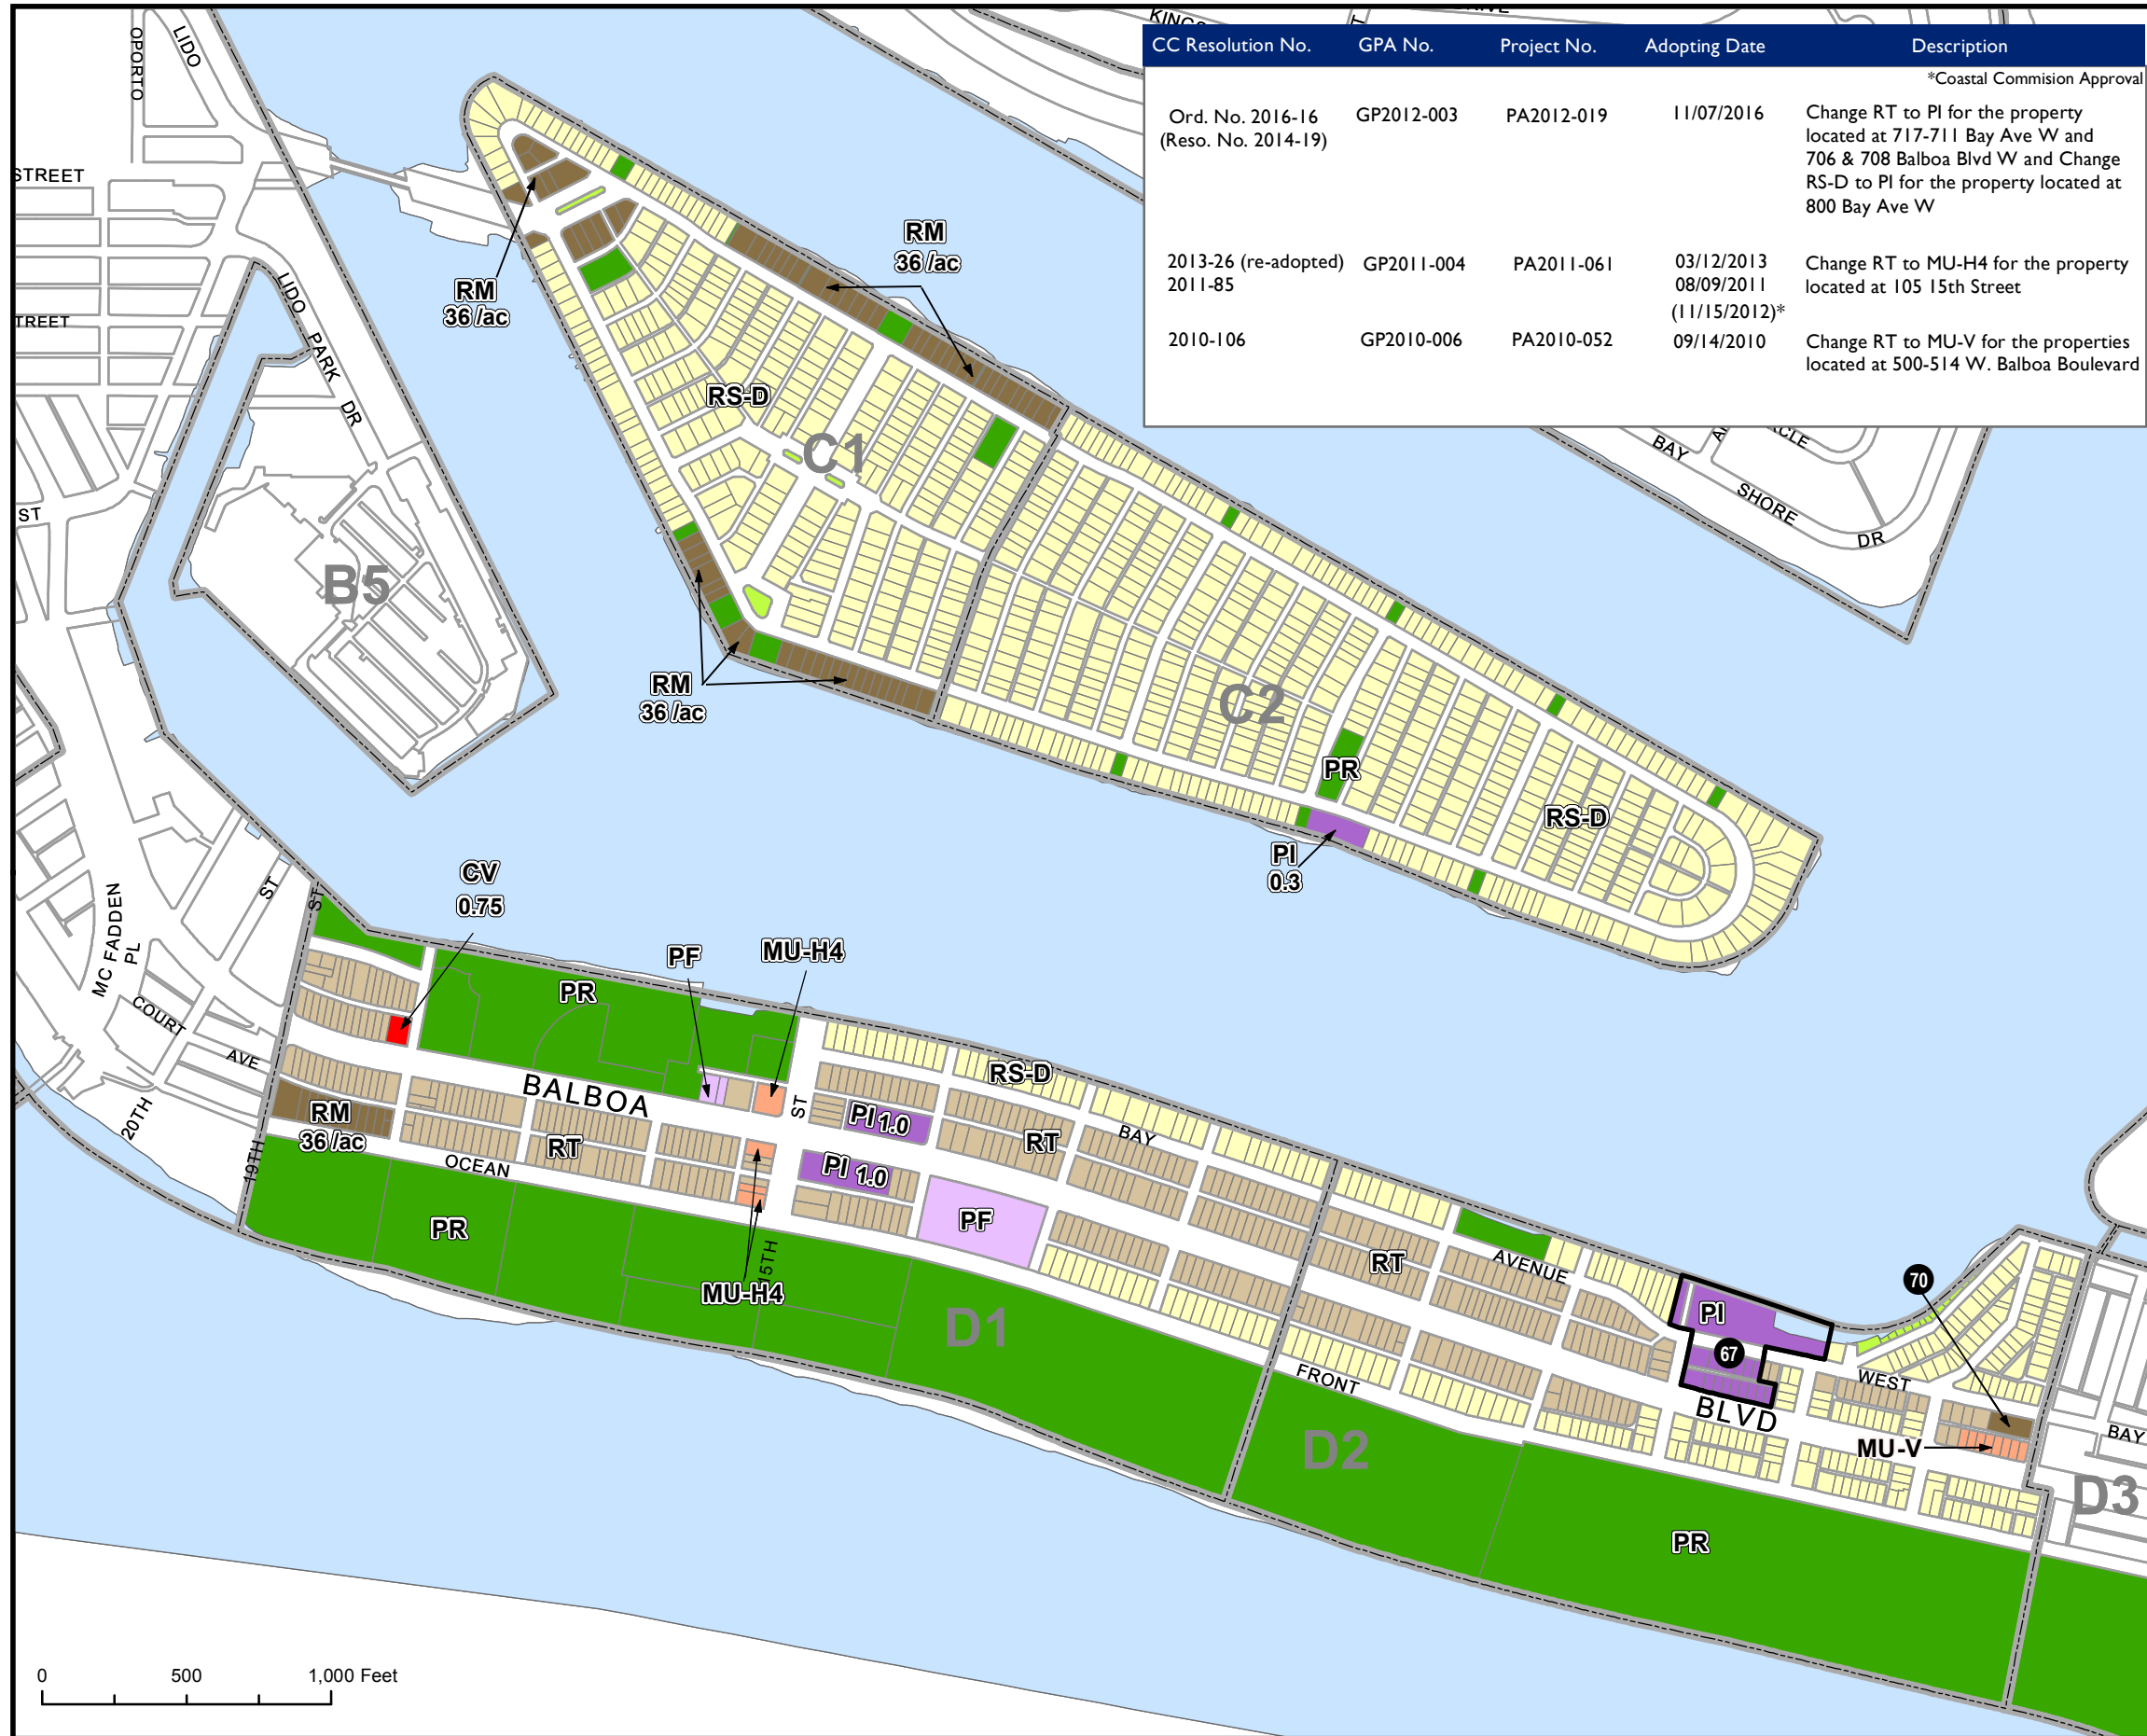 KINGS
DRIVE
CC Resolution No. GPA No. Project No. Adopting Date Description
*Coastal Commision Approval
Ord. No. 2016-16 GP2012-003 PA2012-019 11/07/2016 Change RT to PI for the property
(Reso. No. 2014-19) located at 717-711 Bay Ave W and
706 & 708 Balboa Blvd W and Change
RS-D to PI for the property located at
800 Bay Ave W
2013-26 (re-adopted) GP2011-004 PA2011-061 03/12/2013 Change RT to MU-H4 for the property
2011-85 08/09/2011 located at 105 15th Street
(11/15/2012)*
2010-106 GP2010-006 PA2010-052 09/14/2010 Change RT to MU-V for the properties
located at 500-514 W. Balboa Boulevard
OPORTO
LIDO
STREET
TREET
LIDO PARK DR
ST
B5
RM
36 /ac
RM
36 /ac
RS-D
C1
RM
36 /ac
C2
PR
RS-D
PI
0.3
BAY
SHORE
DR
CLE
MC FADDEN
PL
ST
ST
COURT
AVE
20TH
19TH
CV
0.75
PR
PF
MU-H4
BALBOA
ST
RS-D
BAY
RM
36 /ac
RT
OCEAN
PI 1.0
PI 1.0
RT
PR
PF
MU-H4
15TH
D1
RT
AVENUE
FRONT
D2
PI
67
BLVD
WEST
70
MU-V
BAY
D3
PR
0 500 1,000 Feet